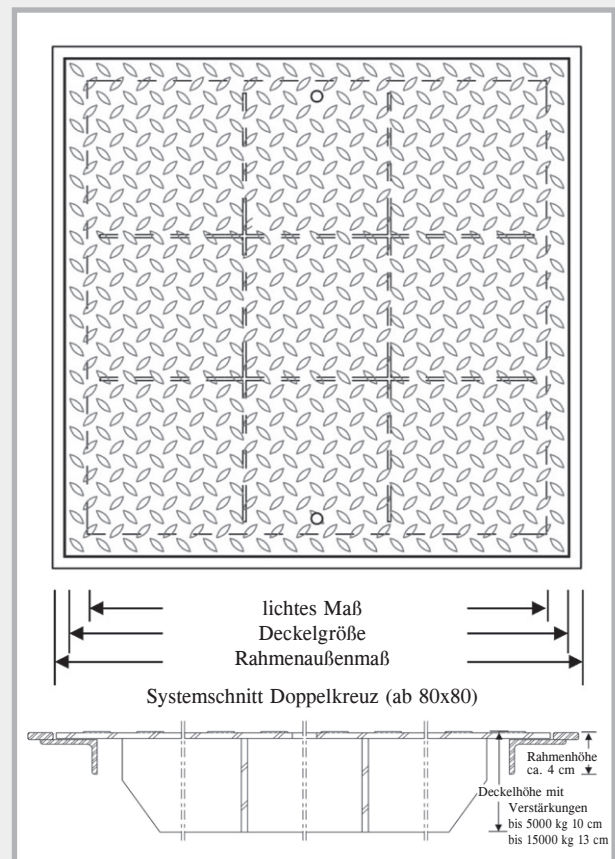 lichtes Maß
Deckelgröße
Rahmenaußenmaß
Systemschnitt Doppelkreuz (ab 80x80)
Rahmenhöhe
ca. 4 cm
Deckelhöhe mit
Verstärkungen
bis 5000 kg 10 cm
bis 15000 kg 13 cm